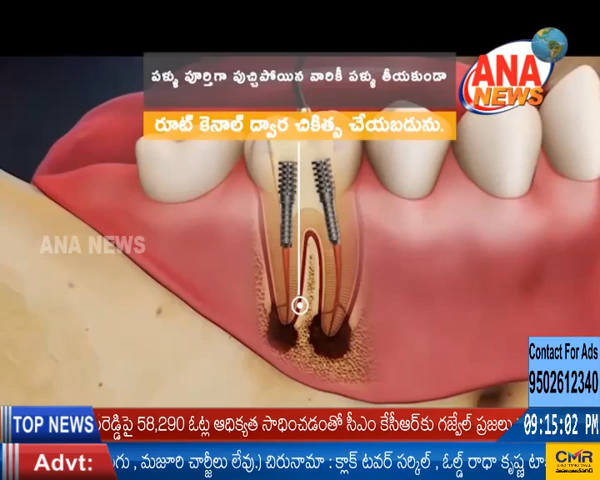 పళ్ళు పూర్తిగా పుచ్చిపోయిన వారికీ పళ్ళు తీయకుండా
రూట్ కెనాల్ ద్వార చికిత్స చేయబడును.
ANA
NEWS
ANA NEWS
Contact For Ads
9502612340
TOP NEWS
రెడ్డిపై 58,290 ఓట్ల ఆధిక్యత సాధించడంతో సీఎం కేసీఆర్‌కు గజ్వేల్ ప్రజలు
09:15:02 PM
Advt:
మజూరి చార్జీలు లేవు.) చిరునామా : క్లాక్ టవర్ సర్కిల్ , ఓల్డ్ రాధా కృష్ణ
CMR